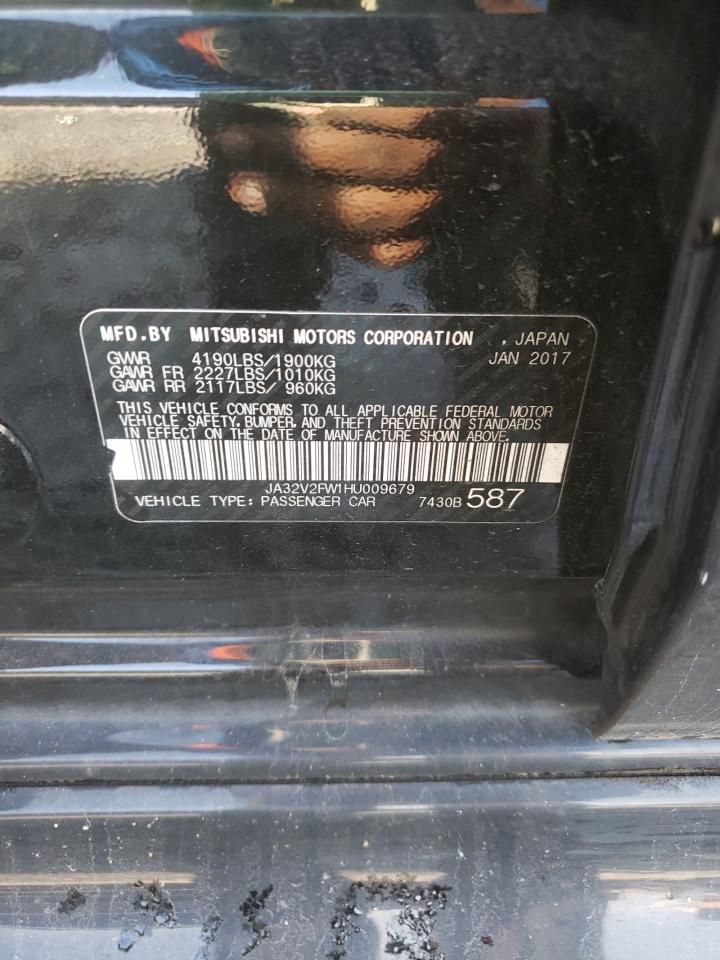 MFD.BY MITSUBISHI MOTORS CORPORATION , JAPAN
GVWR 4190LBS/1900KG JAN 2017
GAWR FR 2227LBS/1010KG
GAWR RR 2117LBS/ 960KG
THIS VEHICLE CONFORMS TO ALL APPLICABLE FEDERAL MOTOR
VEHICLE SAFETY, BUMPER, AND THEFT PREVENTION STANDARDS
IN EFFECT ON THE DATE OF MANUFACTURE SHOWN ABOVE.
JA32V2FW1HU009679
VEHICLE TYPE: PASSENGER CAR 7430B 587